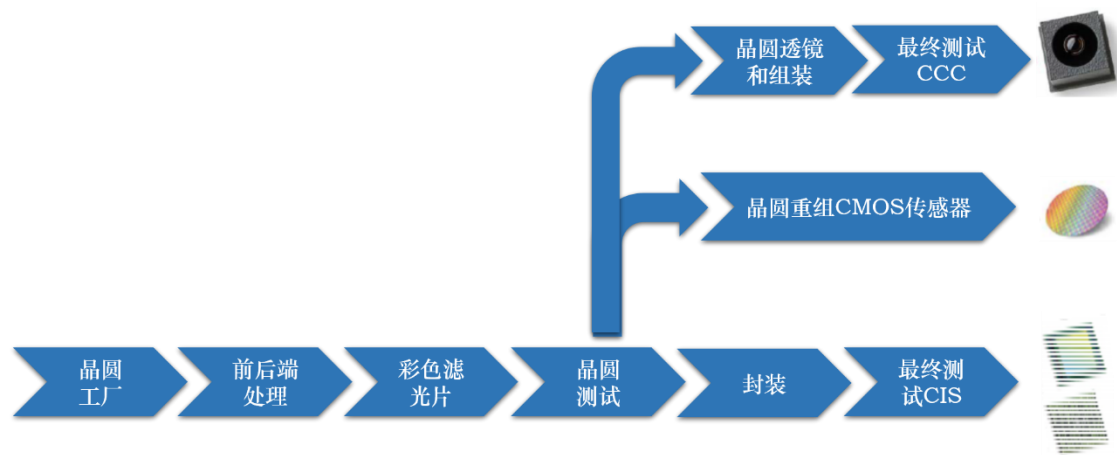 晶圆透镜
和组装
最终测试
CCC
晶圆重组CMOS传感器
晶圆
工厂
前后端
处理
彩色滤
光片
晶圆
测试
封装
最终测
试CIS